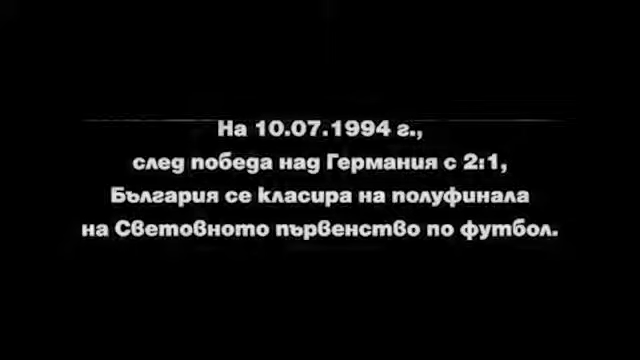 На 10.07.1994 г.,
след победа над Германия с 2:1,
България се класира на полуфинала
на Световното първенство по футбол.